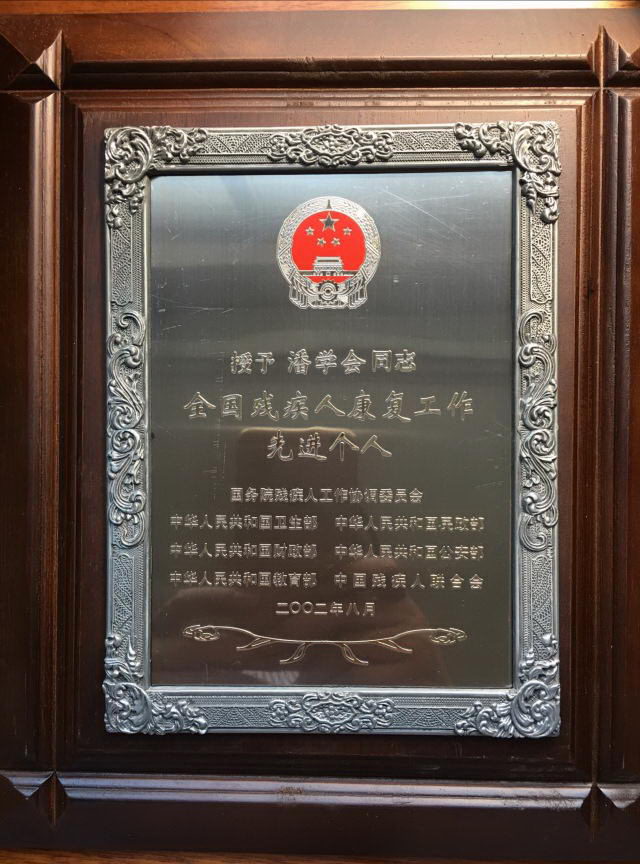 授予 潘学会同志
全国残疾人康复工作
先进个人
国务院残疾人工作协调委员会
中华人民共和国卫生部 中华人民共和国民政部
中华人民共和国财政部 中华人民共和国公安部
中华人民共和国教育部 中国残疾人联合会
二〇〇二年八月